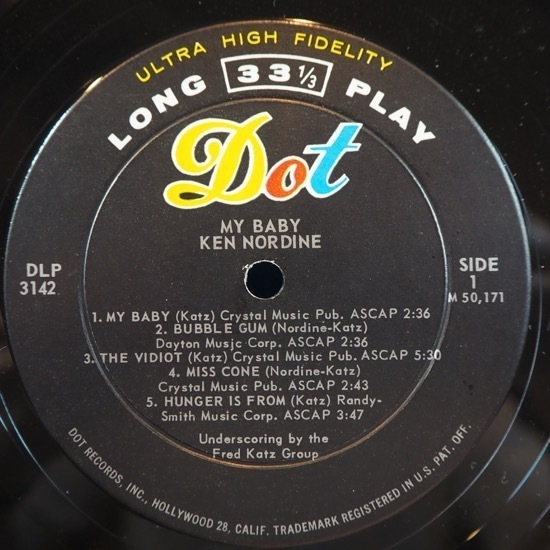 ULTRA HIGH FIDELITY
LONG 33 1/3 PLAY
Dot
MY BABY
KEN NORDINE
DLP
3142
SIDE
1
M 50,171
1. MY BABY (Katz) Crystal Music Pub. ASCAP 2:36
2. BUBBLE GUM (Nordine-Katz)
Dayton Music Corp. ASCAP 2:36
3. THE VIDIOT (Katz) Crystal Music Pub. ASCAP 5:30
4. MISS CONE (Nordine-Katz)
Crystal Music Pub. ASCAP 2:43
5. HUNGER IS FROM (Katz) Randy-
Smith Music Corp. ASCAP 3:47
Underscoring by the
Fred Katz Group
DOT RECORDS, INC., HOLLYWOOD 28, CALIF. TRADEMARK REGISTERED IN U.S. PAT. OFF.